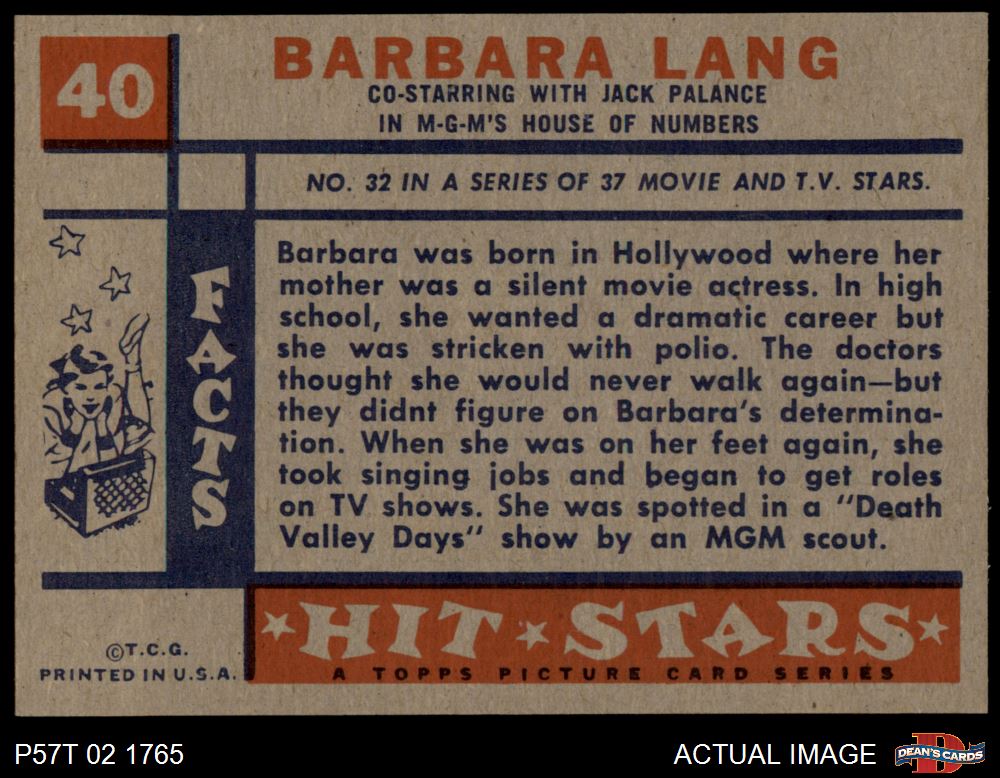 40
BARBARA LANG
CO-STARRING WITH JACK PALANCE
IN M-G-M'S HOUSE OF NUMBERS
NO. 32 IN A SERIES OF 37 MOVIE AND T.V. STARS.
FACTS
Barbara was born in Hollywood where her
mother was a silent movie actress. In high
school, she wanted a dramatic career but
she was stricken with polio. The doctors
thought she would never walk again—but
they didnt figure on Barbara's determina-
tion. When she was on her feet again, she
took singing jobs and began to get roles
on TV shows. She was spotted in a "Death
Valley Days" show by an MGM scout.
©T.C.G.
PRINTED IN U.S.A.
HIT STARS
A TOPPS PICTURE CARD SERIES
P57T 02 1765
ACTUAL IMAGE
D
DEAN'S CARDS